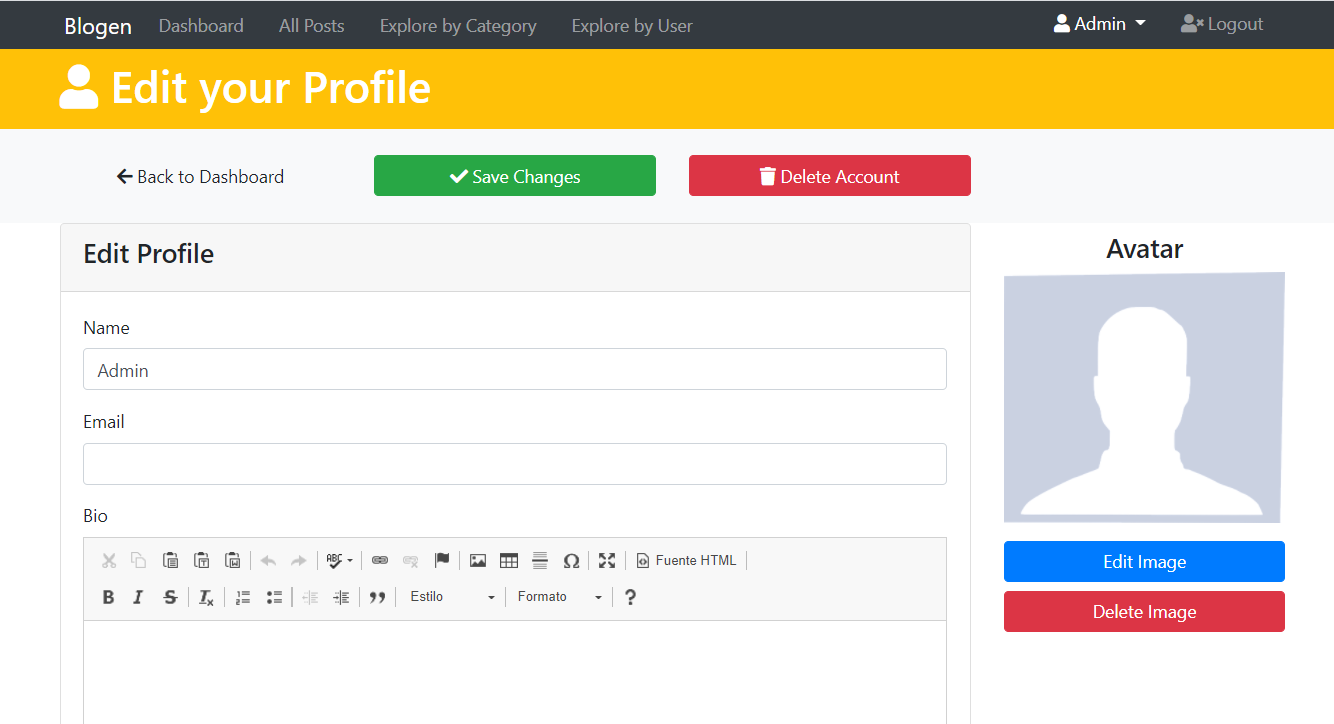 Blogen Dashboard All Posts Explore by Category Explore by User Admin Logout
Edit your Profile
Back to Dashboard Save Changes Delete Account
Edit Profile
Avatar
Name
Admin
Email
Bio
ABC Fuente HTML
B I S Estilo Formato ?
Edit Image
Delete Image